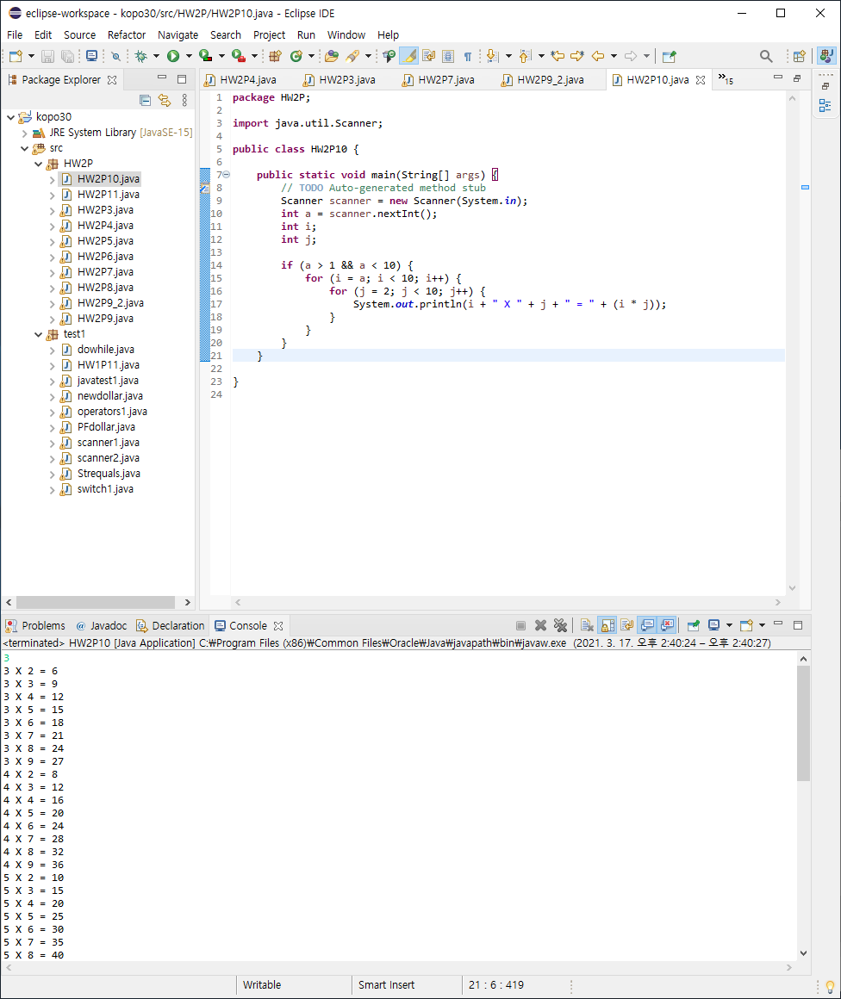 eclipse-workspace - kopo30/src/HW2P/HW2P10.java - Eclipse IDE
File Edit Source Refactor Navigate Search Project Run Window Help
Package Explorer
kopo30
JRE System Library [JavaSE-15]
src
HW2P
HW2P10.java
HW2P11.java
HW2P3.java
HW2P4.java
HW2P5.java
HW2P6.java
HW2P7.java
HW2P8.java
HW2P9_2.java
HW2P9.java
test1
dowhile.java
HW1P11.java
javatest1.java
newdollar.java
operators1.java
PFdollar.java
scanner1.java
scanner2.java
Strequals.java
switch1.java
HW2P4.java HW2P3.java HW2P7.java HW2P9_2.java HW2P10.java »15
1 package HW2P;
2
3 import java.util.Scanner;
4
5 public class HW2P10 {
6
7 public static void main(String[] args) {
8 // TODO Auto-generated method stub
9 Scanner scanner = new Scanner(System.in);
10 int a = scanner.nextInt();
11 int i;
12 int j;
13
14 if (a > 1 && a < 10) {
15 for (i = a; i < 10; i++) {
16 for (j = 2; j < 10; j++) {
17 System.out.println(i + " X " + j + " = " + (i * j));
18 }
19 }
20 }
21 }
22
23 }
24
Problems @ Javadoc Declaration Console
<terminated> HW2P10 [Java Application] C:₩Program Files (x86)₩Common Files₩Oracle₩Java₩javapath₩bin₩javaw.exe (2021. 3. 17. 오후 2:40:24 – 오후 2:40:27)
3
3 X 2 = 6
3 X 3 = 9
3 X 4 = 12
3 X 5 = 15
3 X 6 = 18
3 X 7 = 21
3 X 8 = 24
3 X 9 = 27
4 X 2 = 8
4 X 3 = 12
4 X 4 = 16
4 X 5 = 20
4 X 6 = 24
4 X 7 = 28
4 X 8 = 32
4 X 9 = 36
5 X 2 = 10
5 X 3 = 15
5 X 4 = 20
5 X 5 = 25
5 X 6 = 30
5 X 7 = 35
5 X 8 = 40
Writable Smart Insert 21 : 6 : 419